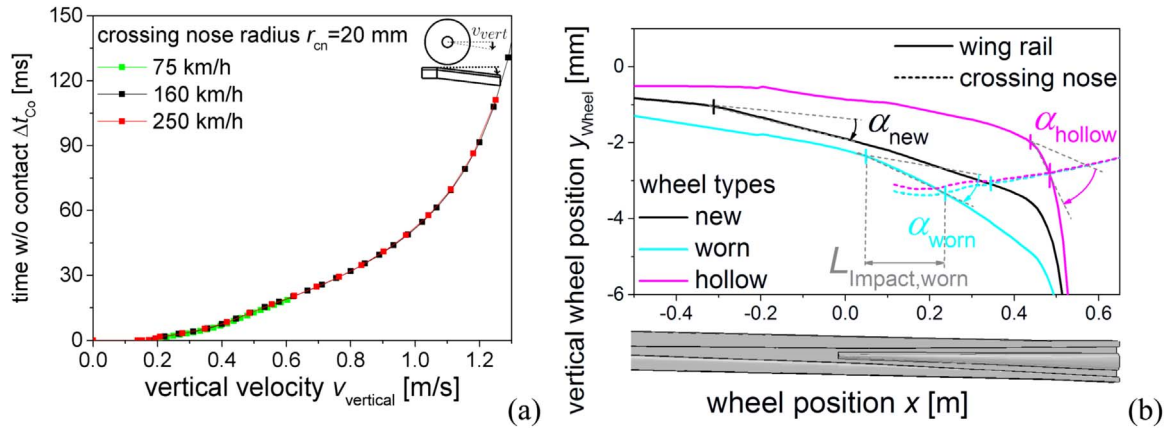 150
120
90
60
30
0
time w/o contact Δt_Co [ms]
crossing nose radius r_cn=20 mm
75 km/h
160 km/h
250 km/h
v_vert
0.0 0.2 0.4 0.6 0.8 1.0 1.2
vertical velocity v_vertical [m/s]
(a)
vertical wheel position y_Wheel [mm]
0
-2
-4
-6
wing rail
crossing nose
α_new
α_hollow
α_worn
L_Impact,worn
wheel types
new
worn
hollow
-0.4 -0.2 0.0 0.2 0.4 0.6
wheel position x [m]
(b)